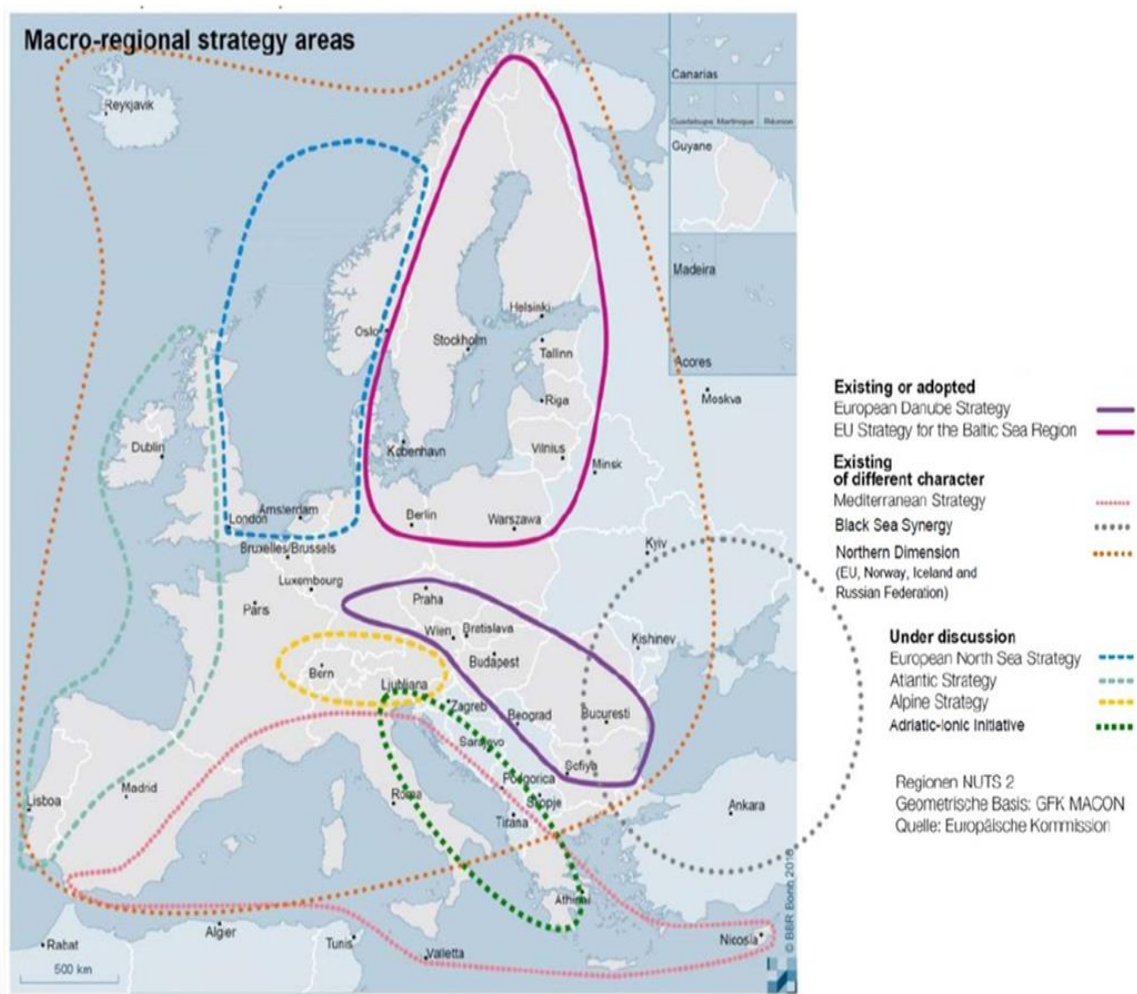 Macro-regional strategy areas
Reykjavik
Canarias
Guadeloupe Martinique Réunion
Guyane
Madeira
Acores
Helsinki
Oslo
Stockholm
Tallinn
Riga
Moskva
København
Vilnius
Minsk
Dublin
Amsterdam
London
Berlin
Warszawa
Bruxelles/Brussels
Kyiv
Luxembourg
Praha
Paris
Wien
Bratislava
Kishinev
Budapest
Bern
Ljubliana
Zagreb
Beograd
Bucuresti
Sarajevo
Sofiya
Podgorica
Madrid
Lisboa
Roma
Skopje
Tirana
Ankara
Athinai
Nicosia
Rabat
Algier
Tunis
Valletta
500 km
© BBR Bonn 2010
Existing or adopted
European Danube Strategy
EU Strategy for the Baltic Sea Region
Existing
of different character
Mediterranean Strategy
Black Sea Synergy
Northern Dimension
(EU, Norway, Iceland and
Russian Federation)
Under discussion
European North Sea Strategy
Atlantic Strategy
Alpine Strategy
Adriatic-Ionic Initiative
Regionen NUTS 2
Geometrische Basis: GFK MACON
Quelle: Europäische Kommission